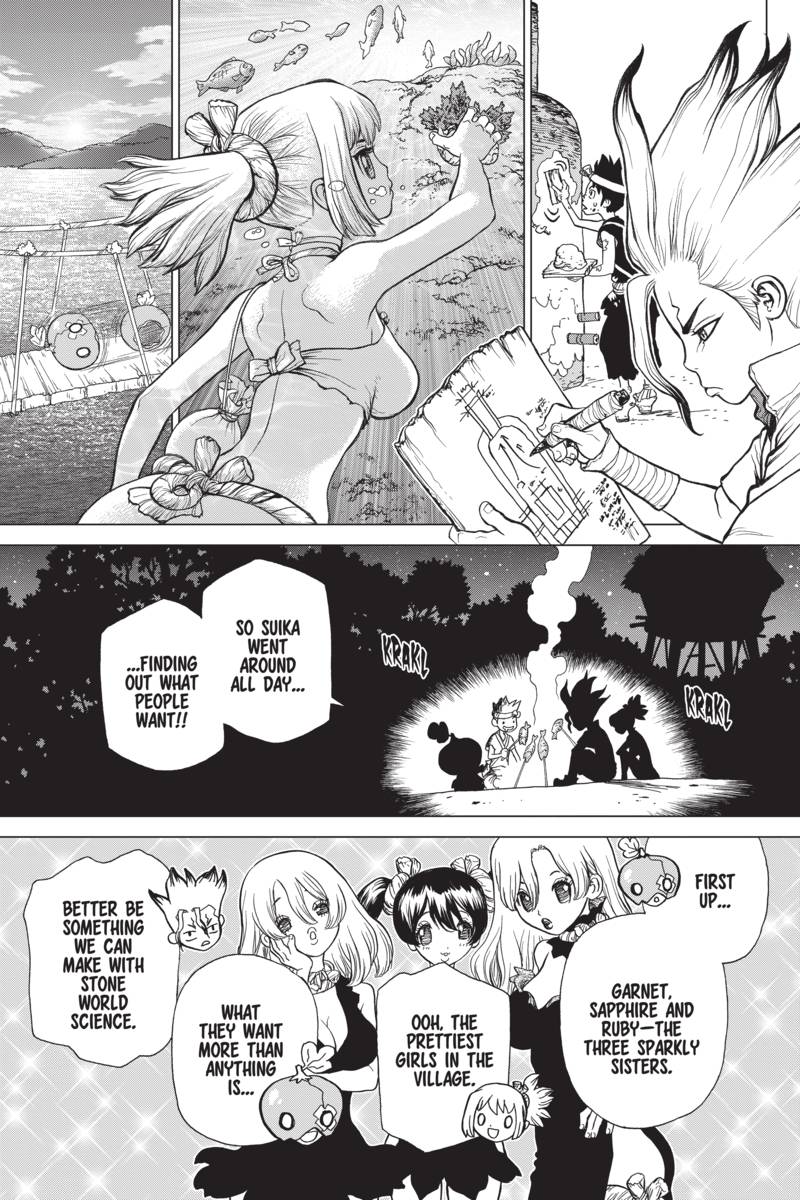 SO SUIKA
WENT
AROUND
ALL DAY...
...FINDING
OUT WHAT
PEOPLE
WANT!!
KRAKL
KRAKL
FIRST
UP...
GARNET,
SAPPHIRE AND
RUBY—THE
THREE SPARKLY
SISTERS.
OOH, THE
PRETTIEST
GIRLS IN THE
VILLAGE.
WHAT
THEY WANT
MORE THAN
ANYTHING
IS...
BETTER BE
SOMETHING
WE CAN
MAKE WITH
STONE
WORLD
SCIENCE.